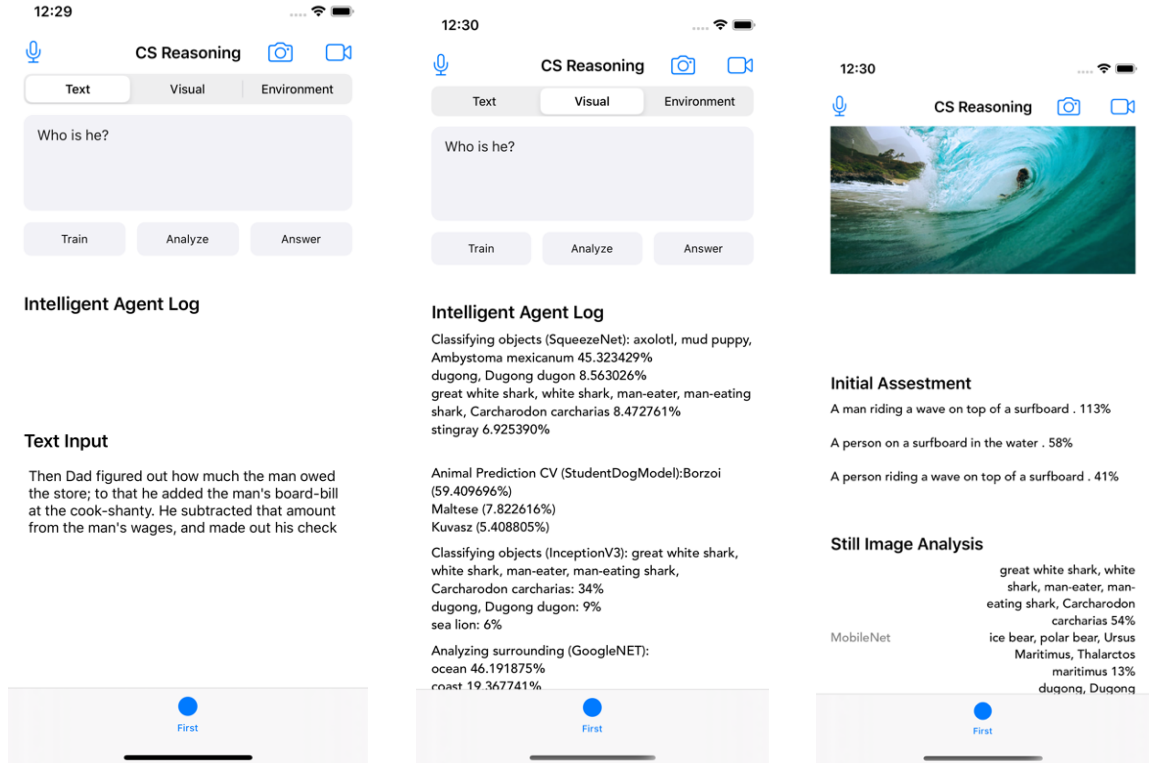 12:29
CS Reasoning
Text Visual Environment
Who is he?
Train Analyze Answer
Intelligent Agent Log
Text Input
Then Dad figured out how much the man owed
the store; to that he added the man's board-bill
at the cook-shanty. He subtracted that amount
from the man's wages, and made out his check
First
12:30
CS Reasoning
Text Visual Environment
Who is he?
Train Analyze Answer
Intelligent Agent Log
Classifying objects (SqueezeNet): axolotl, mud puppy,
Ambystoma mexicanum 45.323429%
dugong, Dugong dugon 8.563026%
great white shark, white shark, man-eater, man-eating
shark, Carcharodon carcharias 8.472761%
stingray 6.925390%
Animal Prediction CV (StudentDogModel):Borzoi
(59.409696%)
Maltese (7.822616%)
Kuvasz (5.408805%)
Classifying objects (InceptionV3): great white shark,
white shark, man-eater, man-eating shark,
Carcharodon carcharias: 34%
dugong, Dugong dugon: 9%
sea lion: 6%
Analyzing surrounding (GoogleNET):
ocean 46.191875%
coast 19.367741%
First
12:30
CS Reasoning
Initial Assestment
A man riding a wave on top of a surfboard . 113%
A person on a surfboard in the water . 58%
A person riding a wave on top of a surfboard . 41%
Still Image Analysis
great white shark, white
shark, man-eater, man-
eating shark, Carcharodon
carcharias 54%
MobileNet ice bear, polar bear, Ursus
Maritimus, Thalarctos
maritimus 13%
dugong, Dugong
First